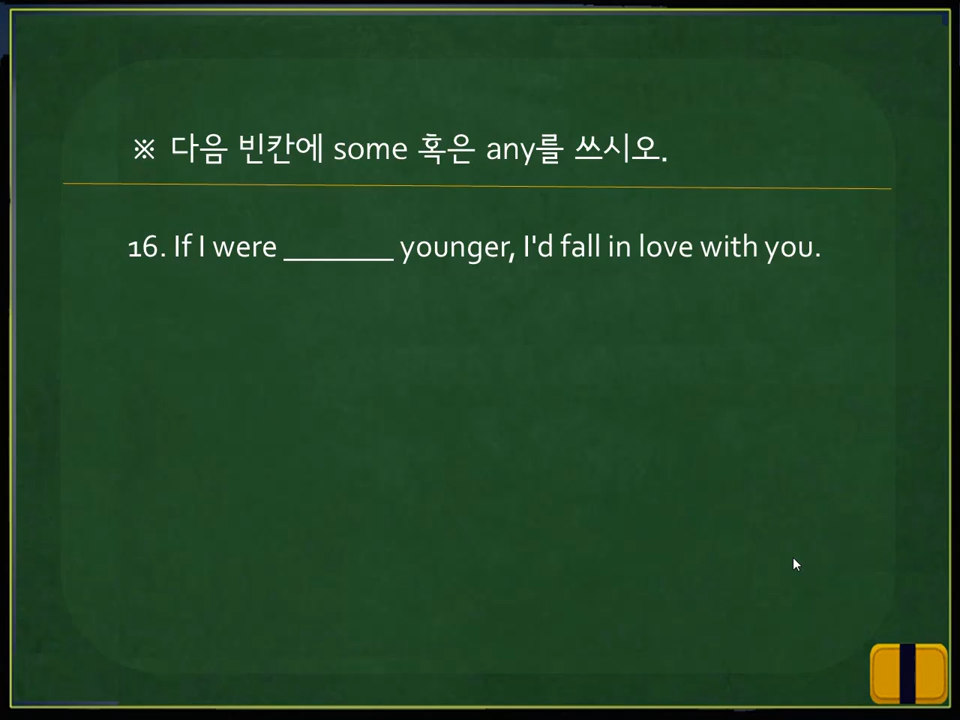 ※ 다음 빈칸에 some 혹은 any를 쓰시오.
16. If I were _______ younger, I'd fall in love with you.